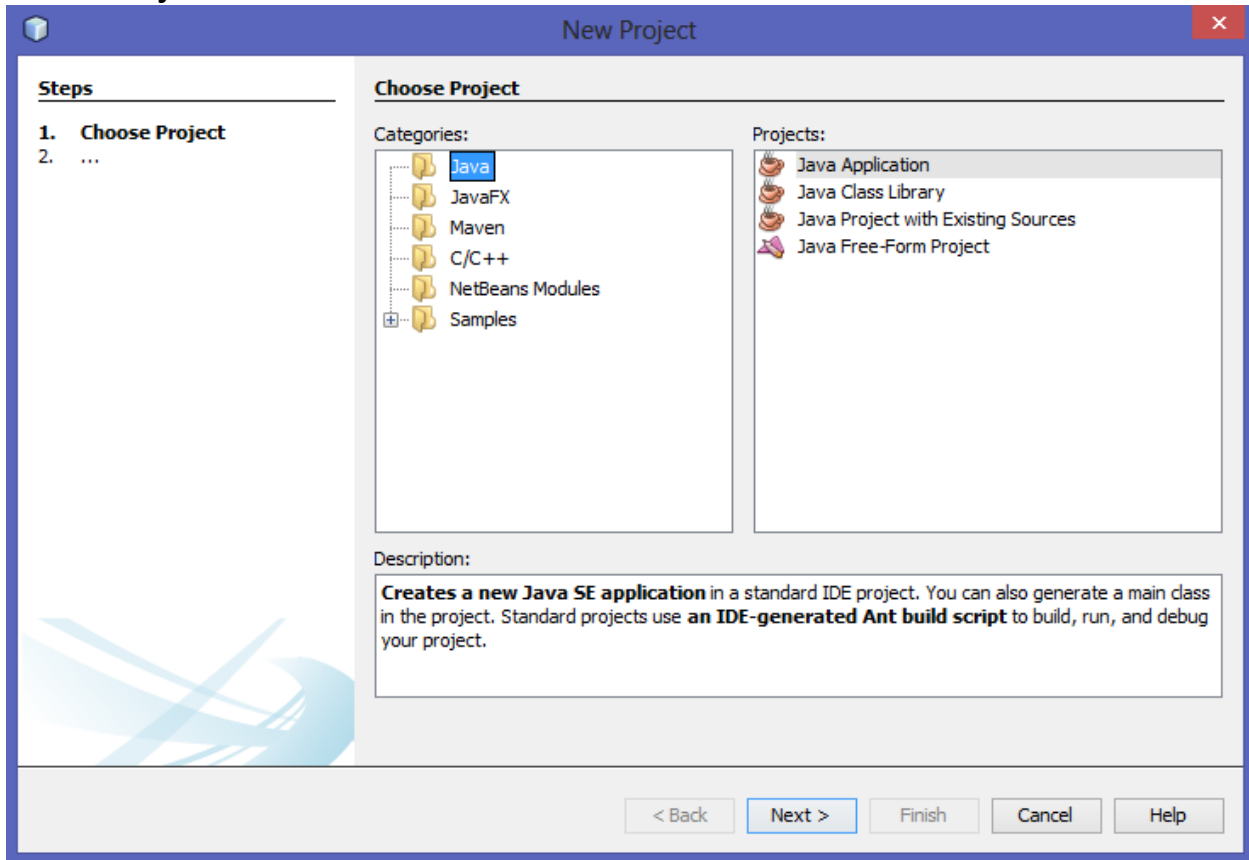 New Project
Steps
1. Choose Project
2. ...
Choose Project
Categories:
Java
JavaFX
Maven
C/C++
NetBeans Modules
Samples
Projects:
Java Application
Java Class Library
Java Project with Existing Sources
Java Free-Form Project
Description:
Creates a new Java SE application in a standard IDE project. You can also generate a main class
in the project. Standard projects use an IDE-generated Ant build script to build, run, and debug
your project.
< Back Next > Finish Cancel Help